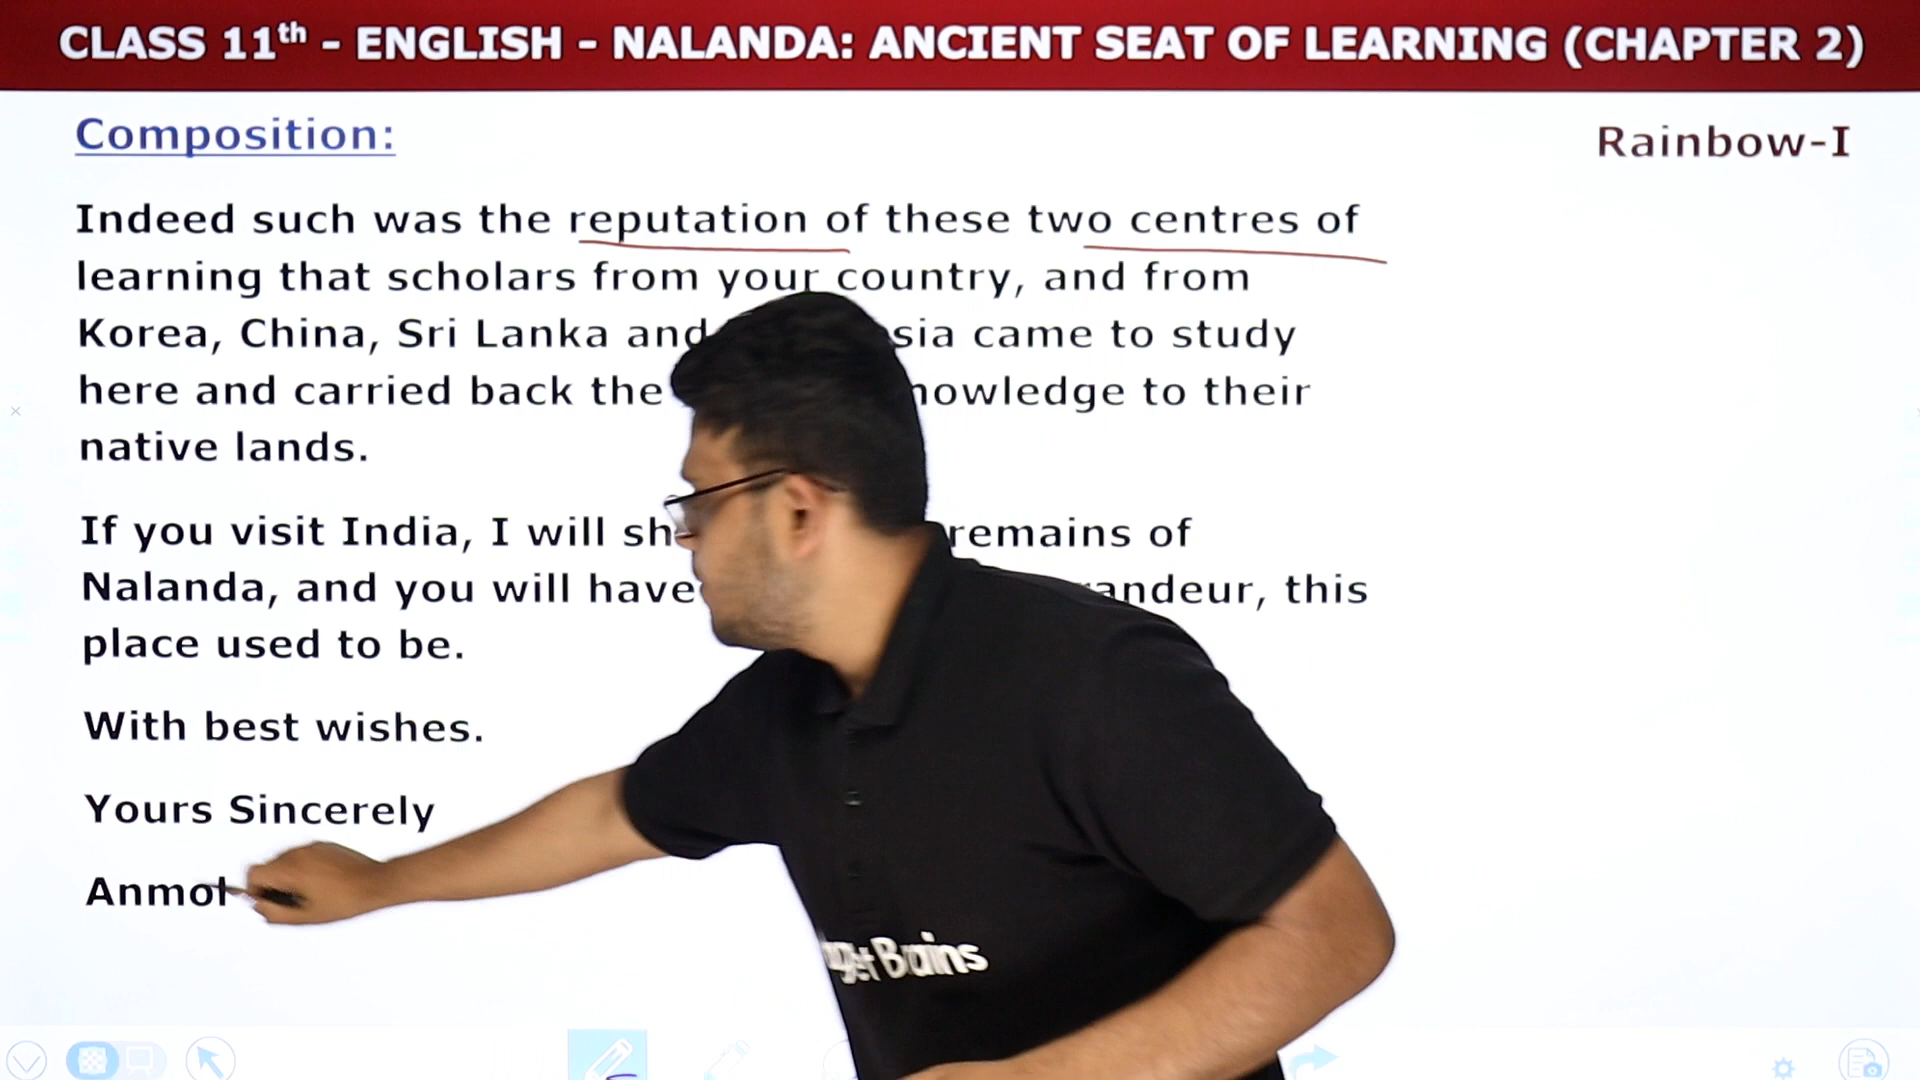 CLASS 11th - ENGLISH - NALANDA: ANCIENT SEAT OF LEARNING (CHAPTER 2)
Composition:
Rainbow-I
Indeed such was the reputation of these two centres of
learning that scholars from your country, and from
Korea, China, Sri Lanka and sia came to study
here and carried back the nowledge to their
native lands.
If you visit India, I will sh remains of
Nalanda, and you will have andeur, this
place used to be.
With best wishes.
Yours Sincerely
Anmol
Brains